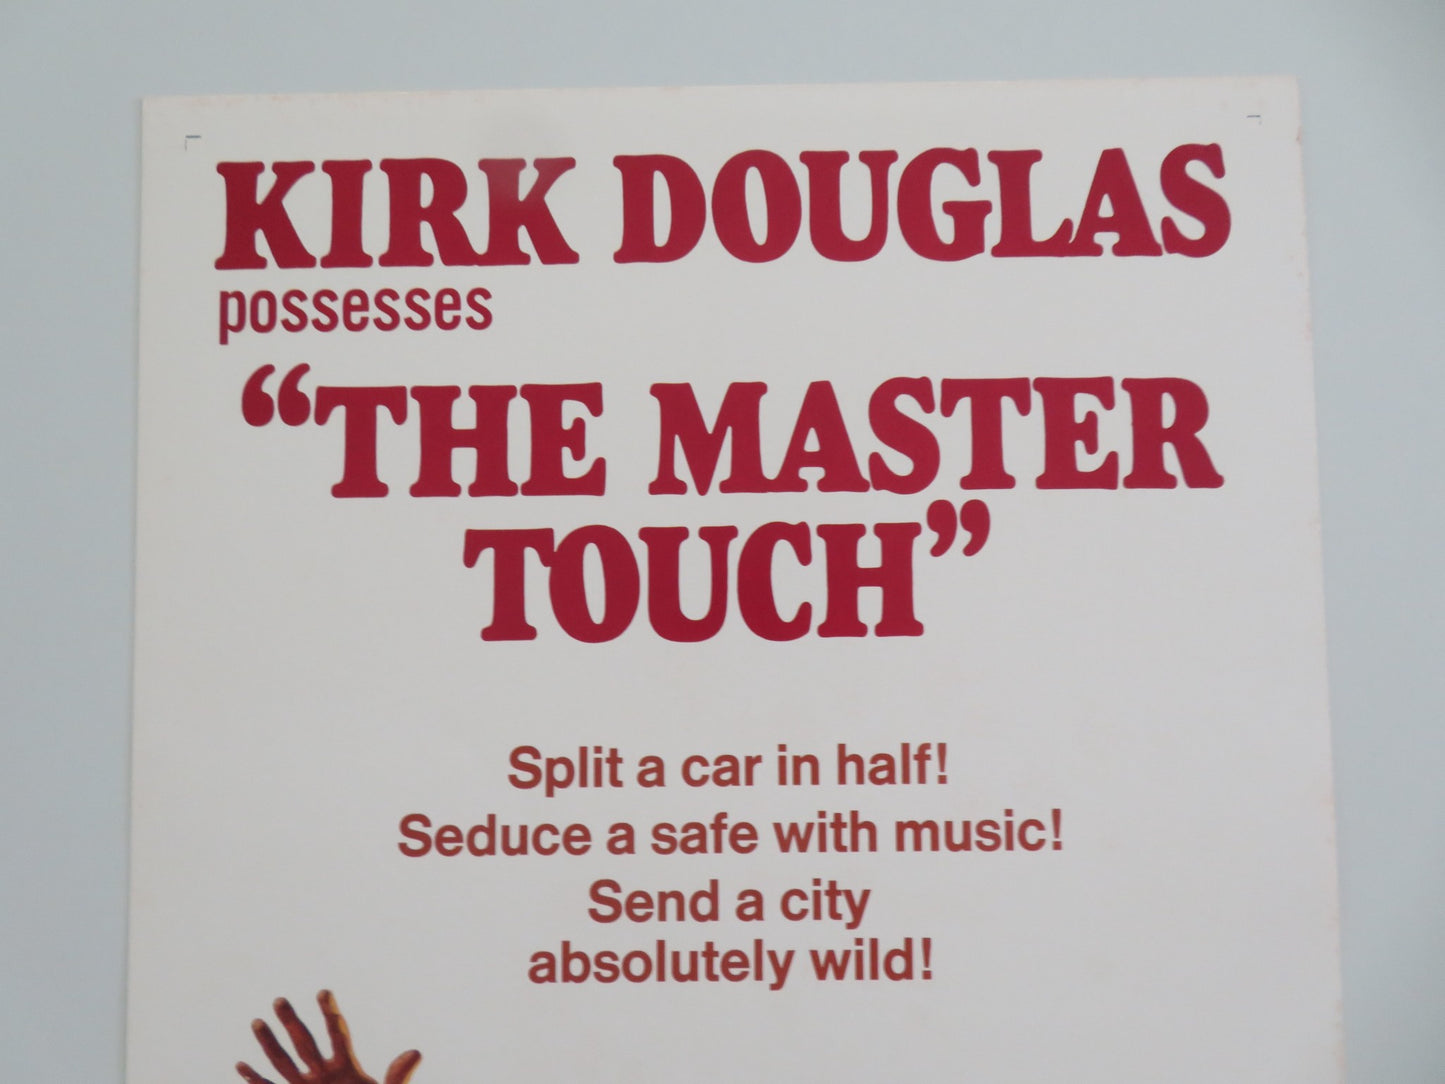 KIRK DOUGLAS
possesses
“THE MASTER
TOUCH”
Split a car in half!
Seduce a safe with music!
Send a city
absolutely wild!